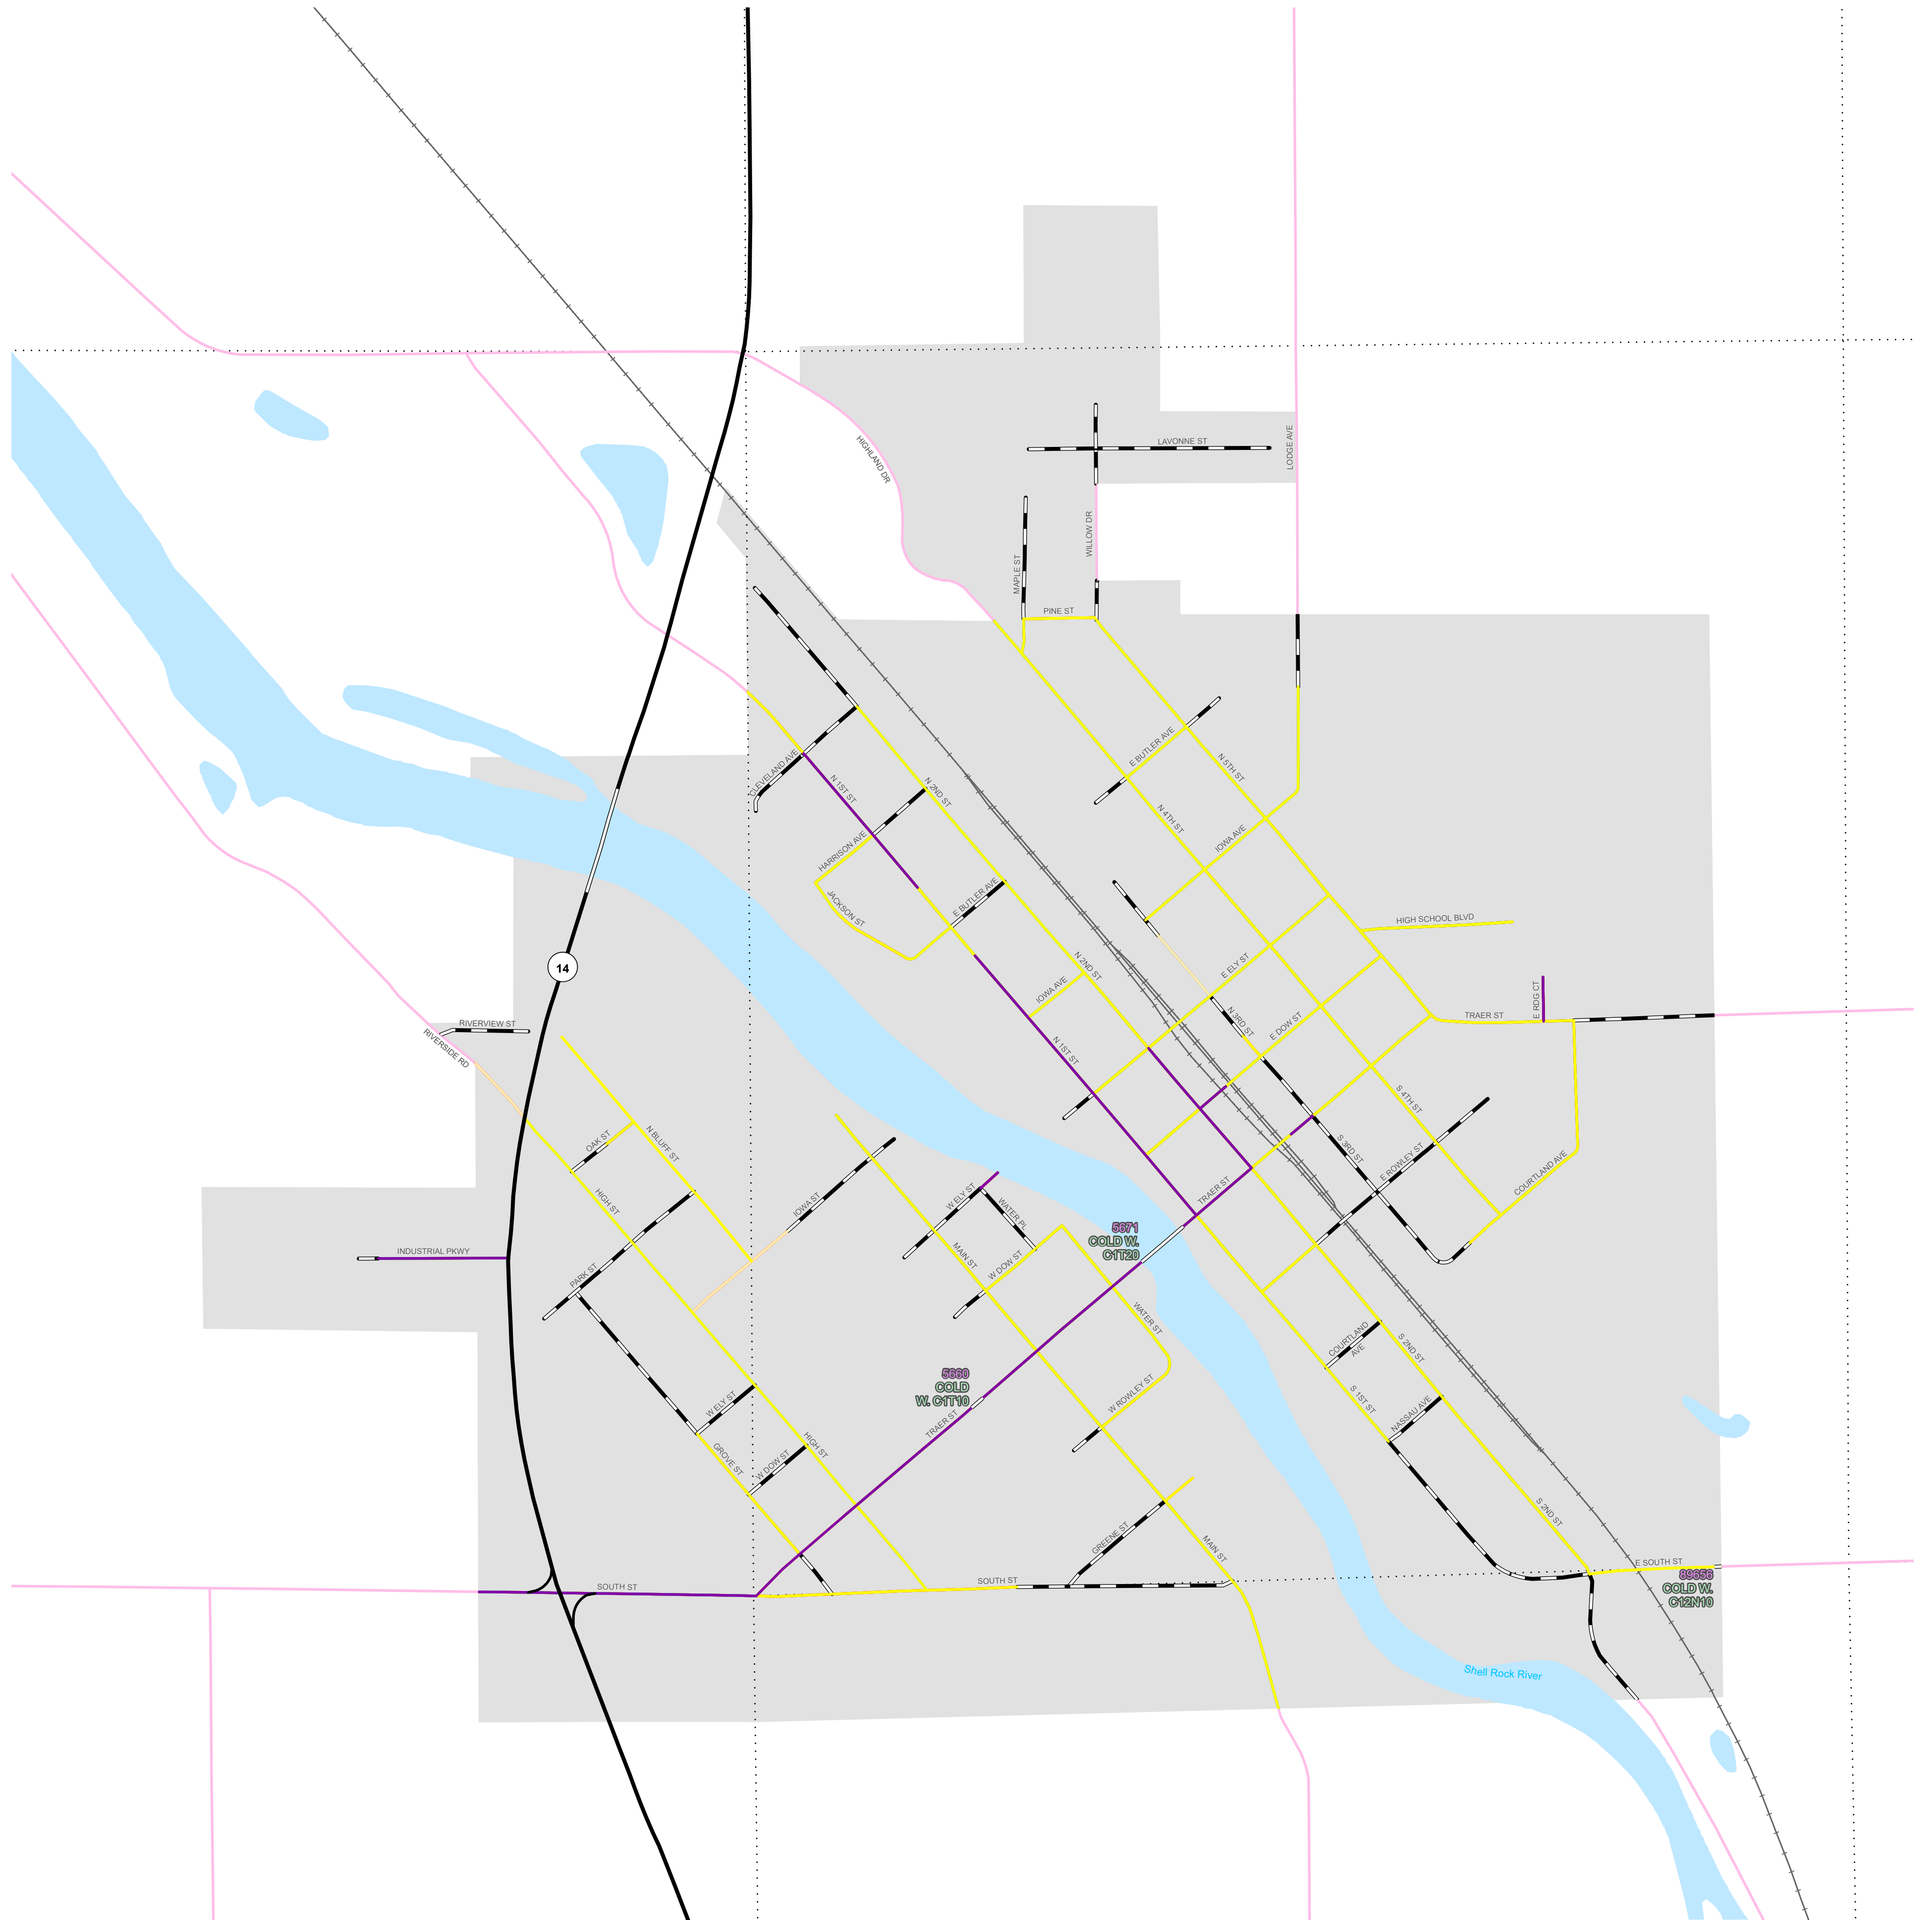 LAVONNE ST
LODGE AVE
HIGHLAND DR
WILLOW DR
MAPLE ST
PINE ST
E BUTLER AVE
N 5TH ST
CLEVELAND AVE
N 1ST ST
N 2ND ST
N 4TH ST
IOWA AVE
HARRISON AVE
JACKSON ST
E BUTLER AVE
HIGH SCHOOL BLVD
14
N 2ND ST
E ELY ST
IOWA AVE
E RDG CT
N 3RD ST
E DOW ST
TRAER ST
RIVERVIEW ST
RIVERSIDE RD
N 1ST ST
S 4TH ST
OAK ST
N BLUFF ST
S 3RD ST
E ROWLEY ST
COURTLAND AVE
HIGH ST
IOWA ST
W ELY ST
WATER PL
TRAER ST
INDUSTRIAL PKWY
MAIN ST
W DOW ST
5671
COLD W.
C1T20
PARK ST
WATER ST
COURTLAND
AVE
S 2ND ST
5660
COLD
W. C1T10
W ROWLEY ST
S 1ST ST
NASSAU AVE
W ELY ST
TRAER ST
HIGH ST
GROVE ST
W DOW ST
S 2ND ST
GREENE ST
MAIN ST
E SOUTH ST
SOUTH ST
SOUTH ST
89656
COLD W.
C12N10
Shell Rock River